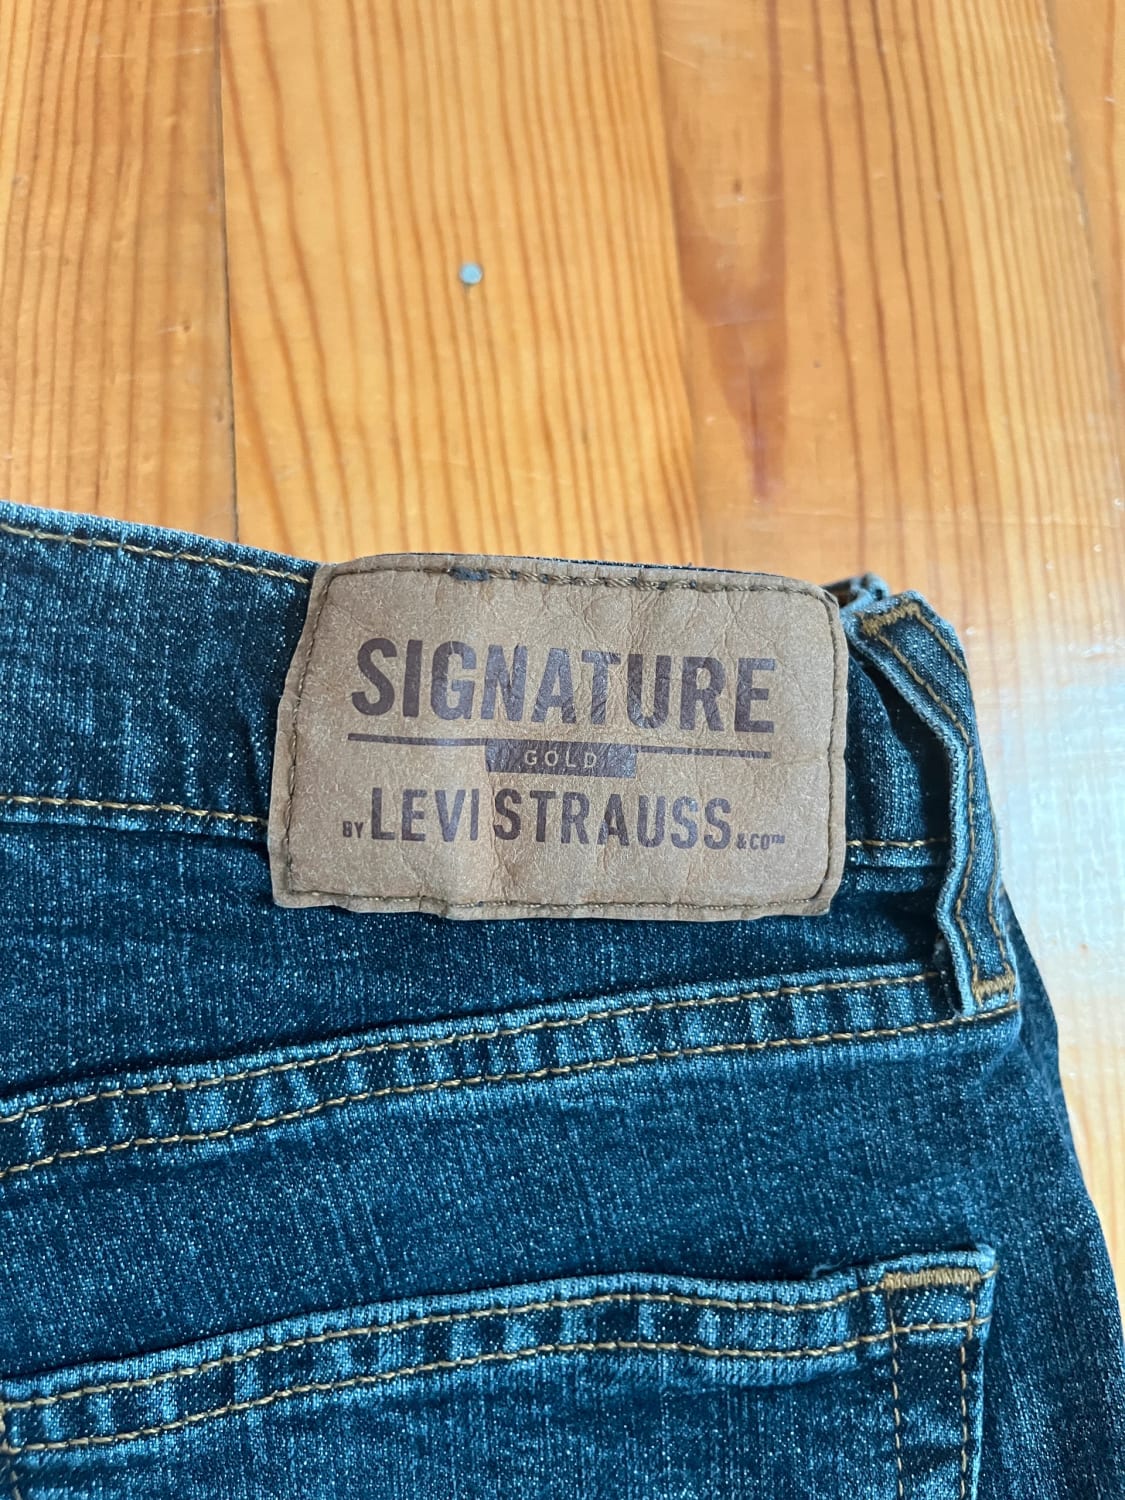 SIGNATURE
GOLD
BY LEVI STRAUSS & CO™